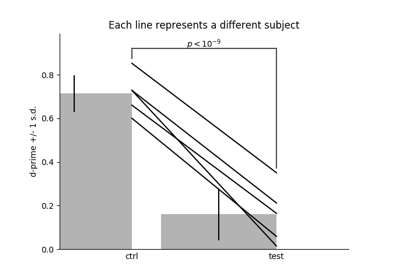 Each line represents a different subject
p < 10⁻⁹
d-prime +/- 1 s.d.
0.8
0.6
0.4
0.2
0.0
ctrl
test